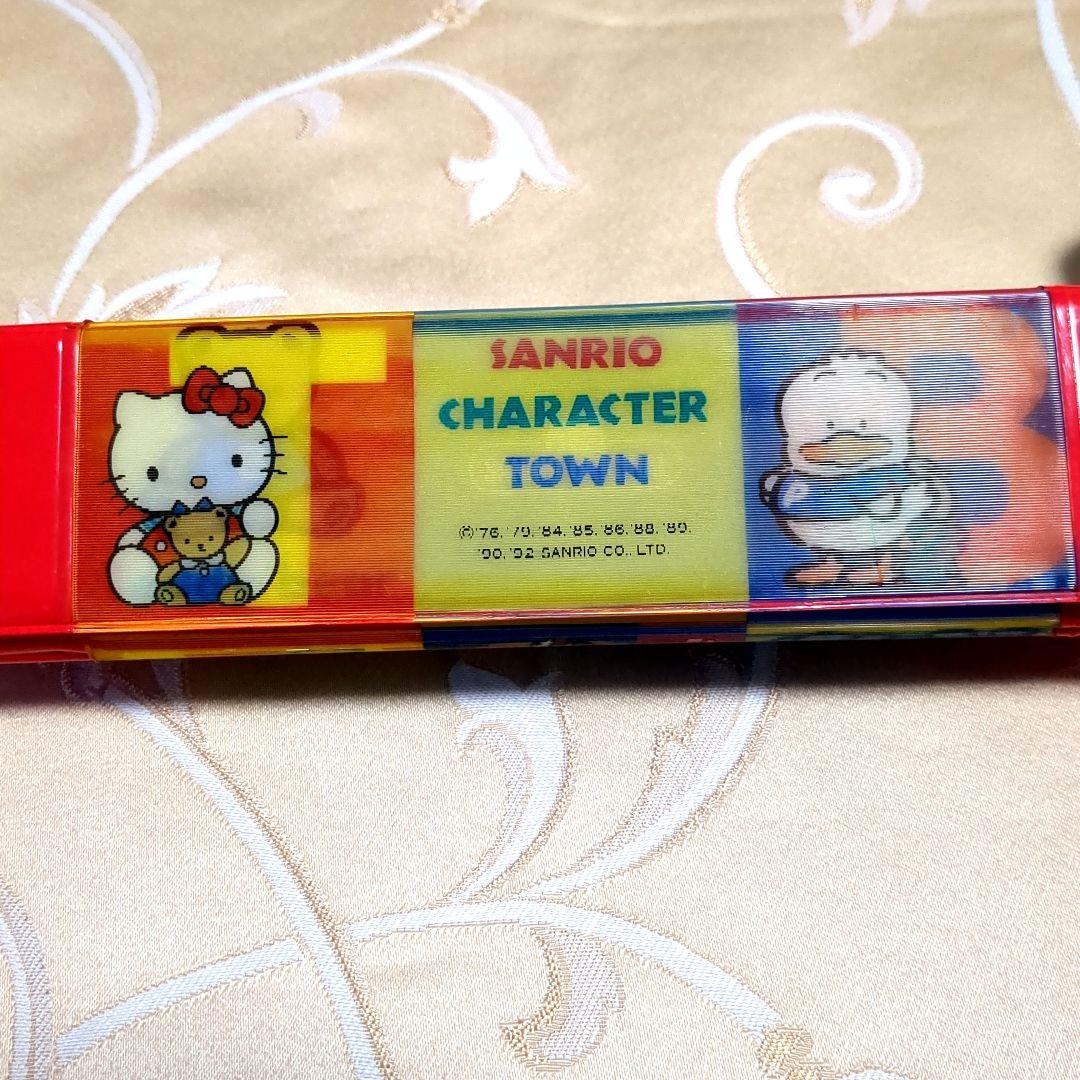 SANRIO
CHARACTER
TOWN
©'76, '79, '84, '85, '86, '88, '89,
'90, '92 SANRIO CO., LTD.
P